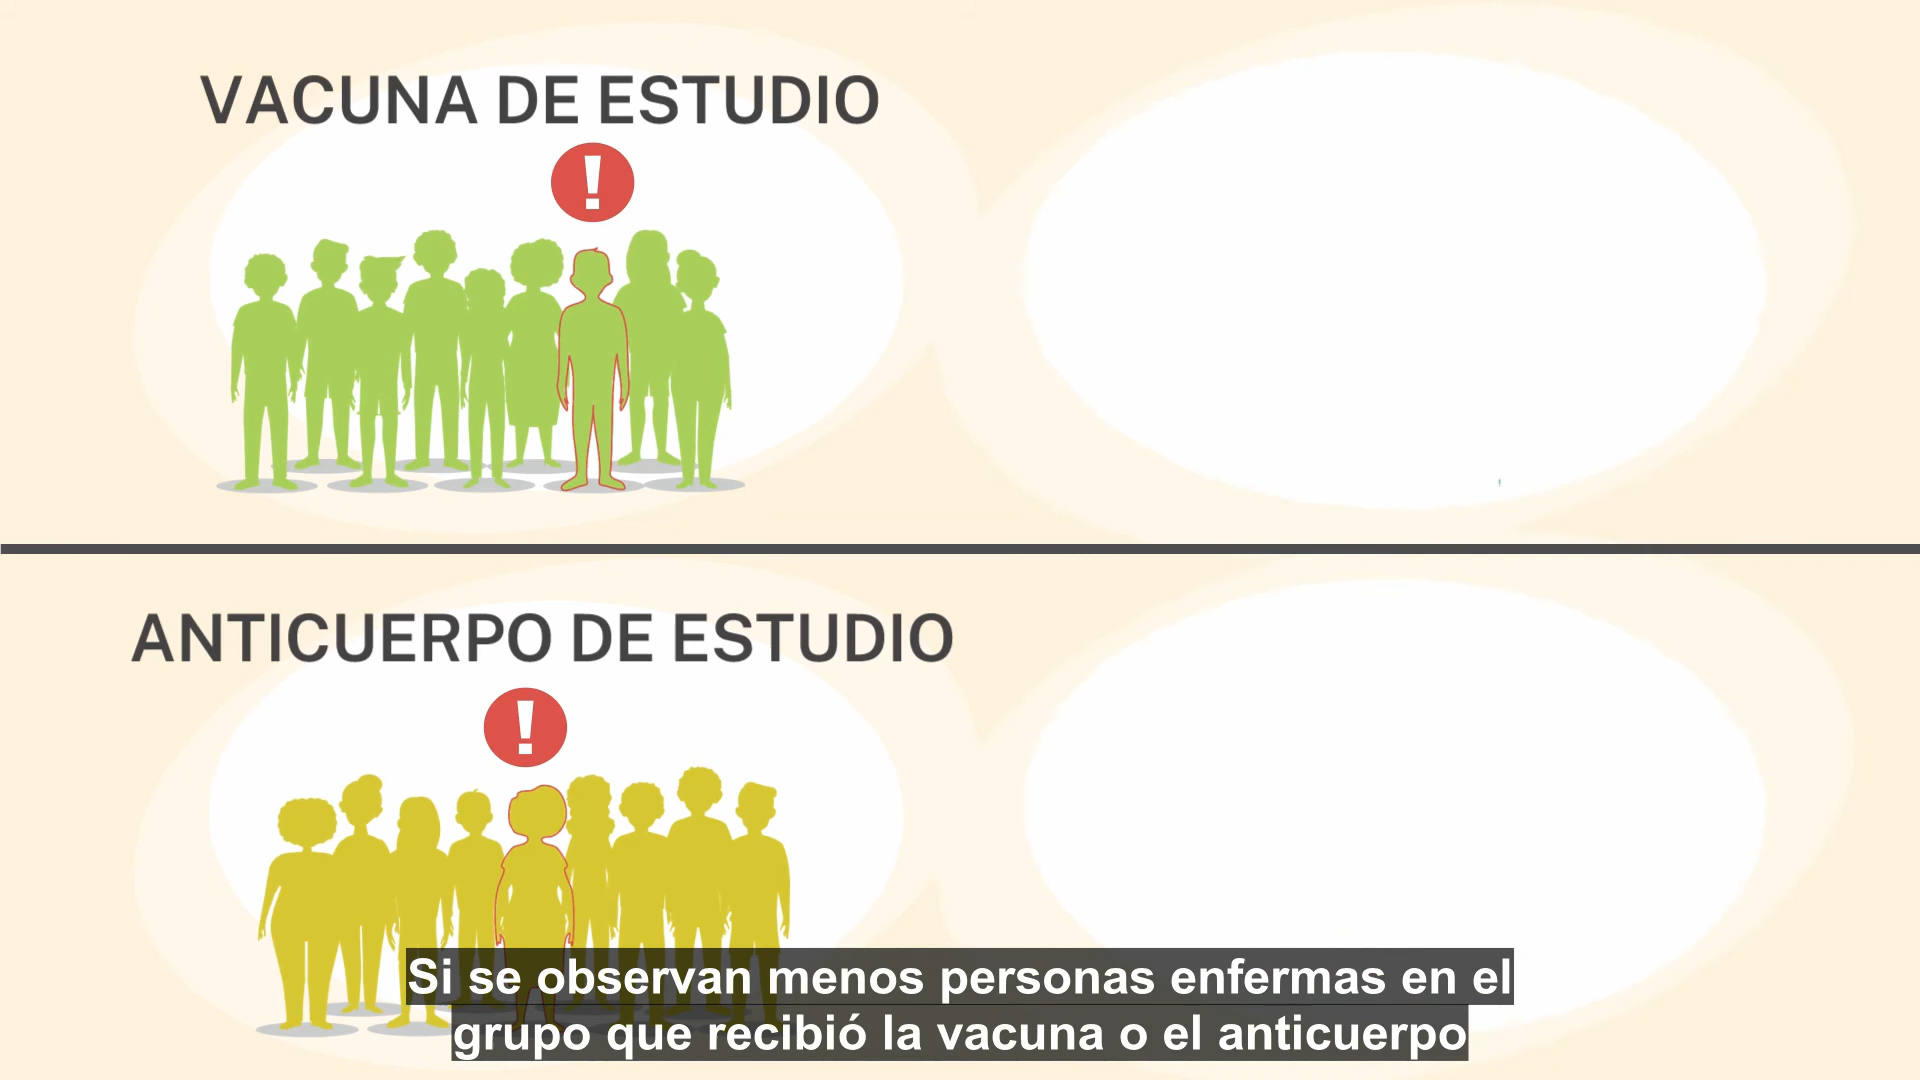 VACUNA DE ESTUDIO
!
ANTICUERPO DE ESTUDIO
!
Si se observan menos personas enfermas en el
grupo que recibió la vacuna o el anticuerpo